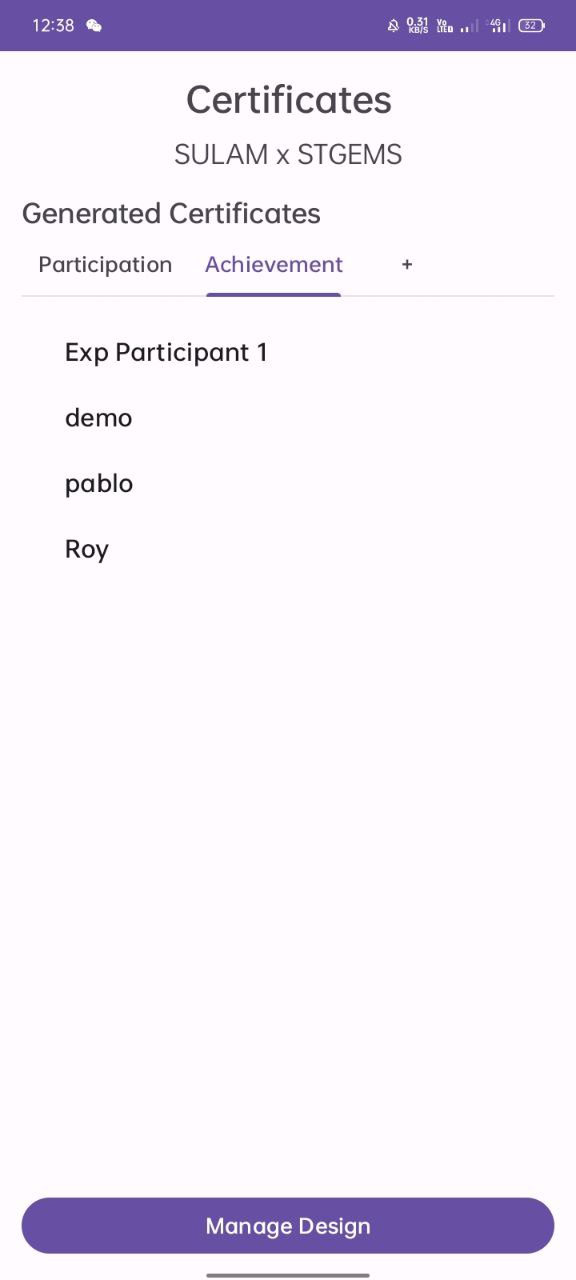 12:38 0.31 KB/S Vo LTE 4G 32
Certificates
SULAM x STGEMS
Generated Certificates
Participation Achievement +
Exp Participant 1
demo
pablo
Roy
Manage Design